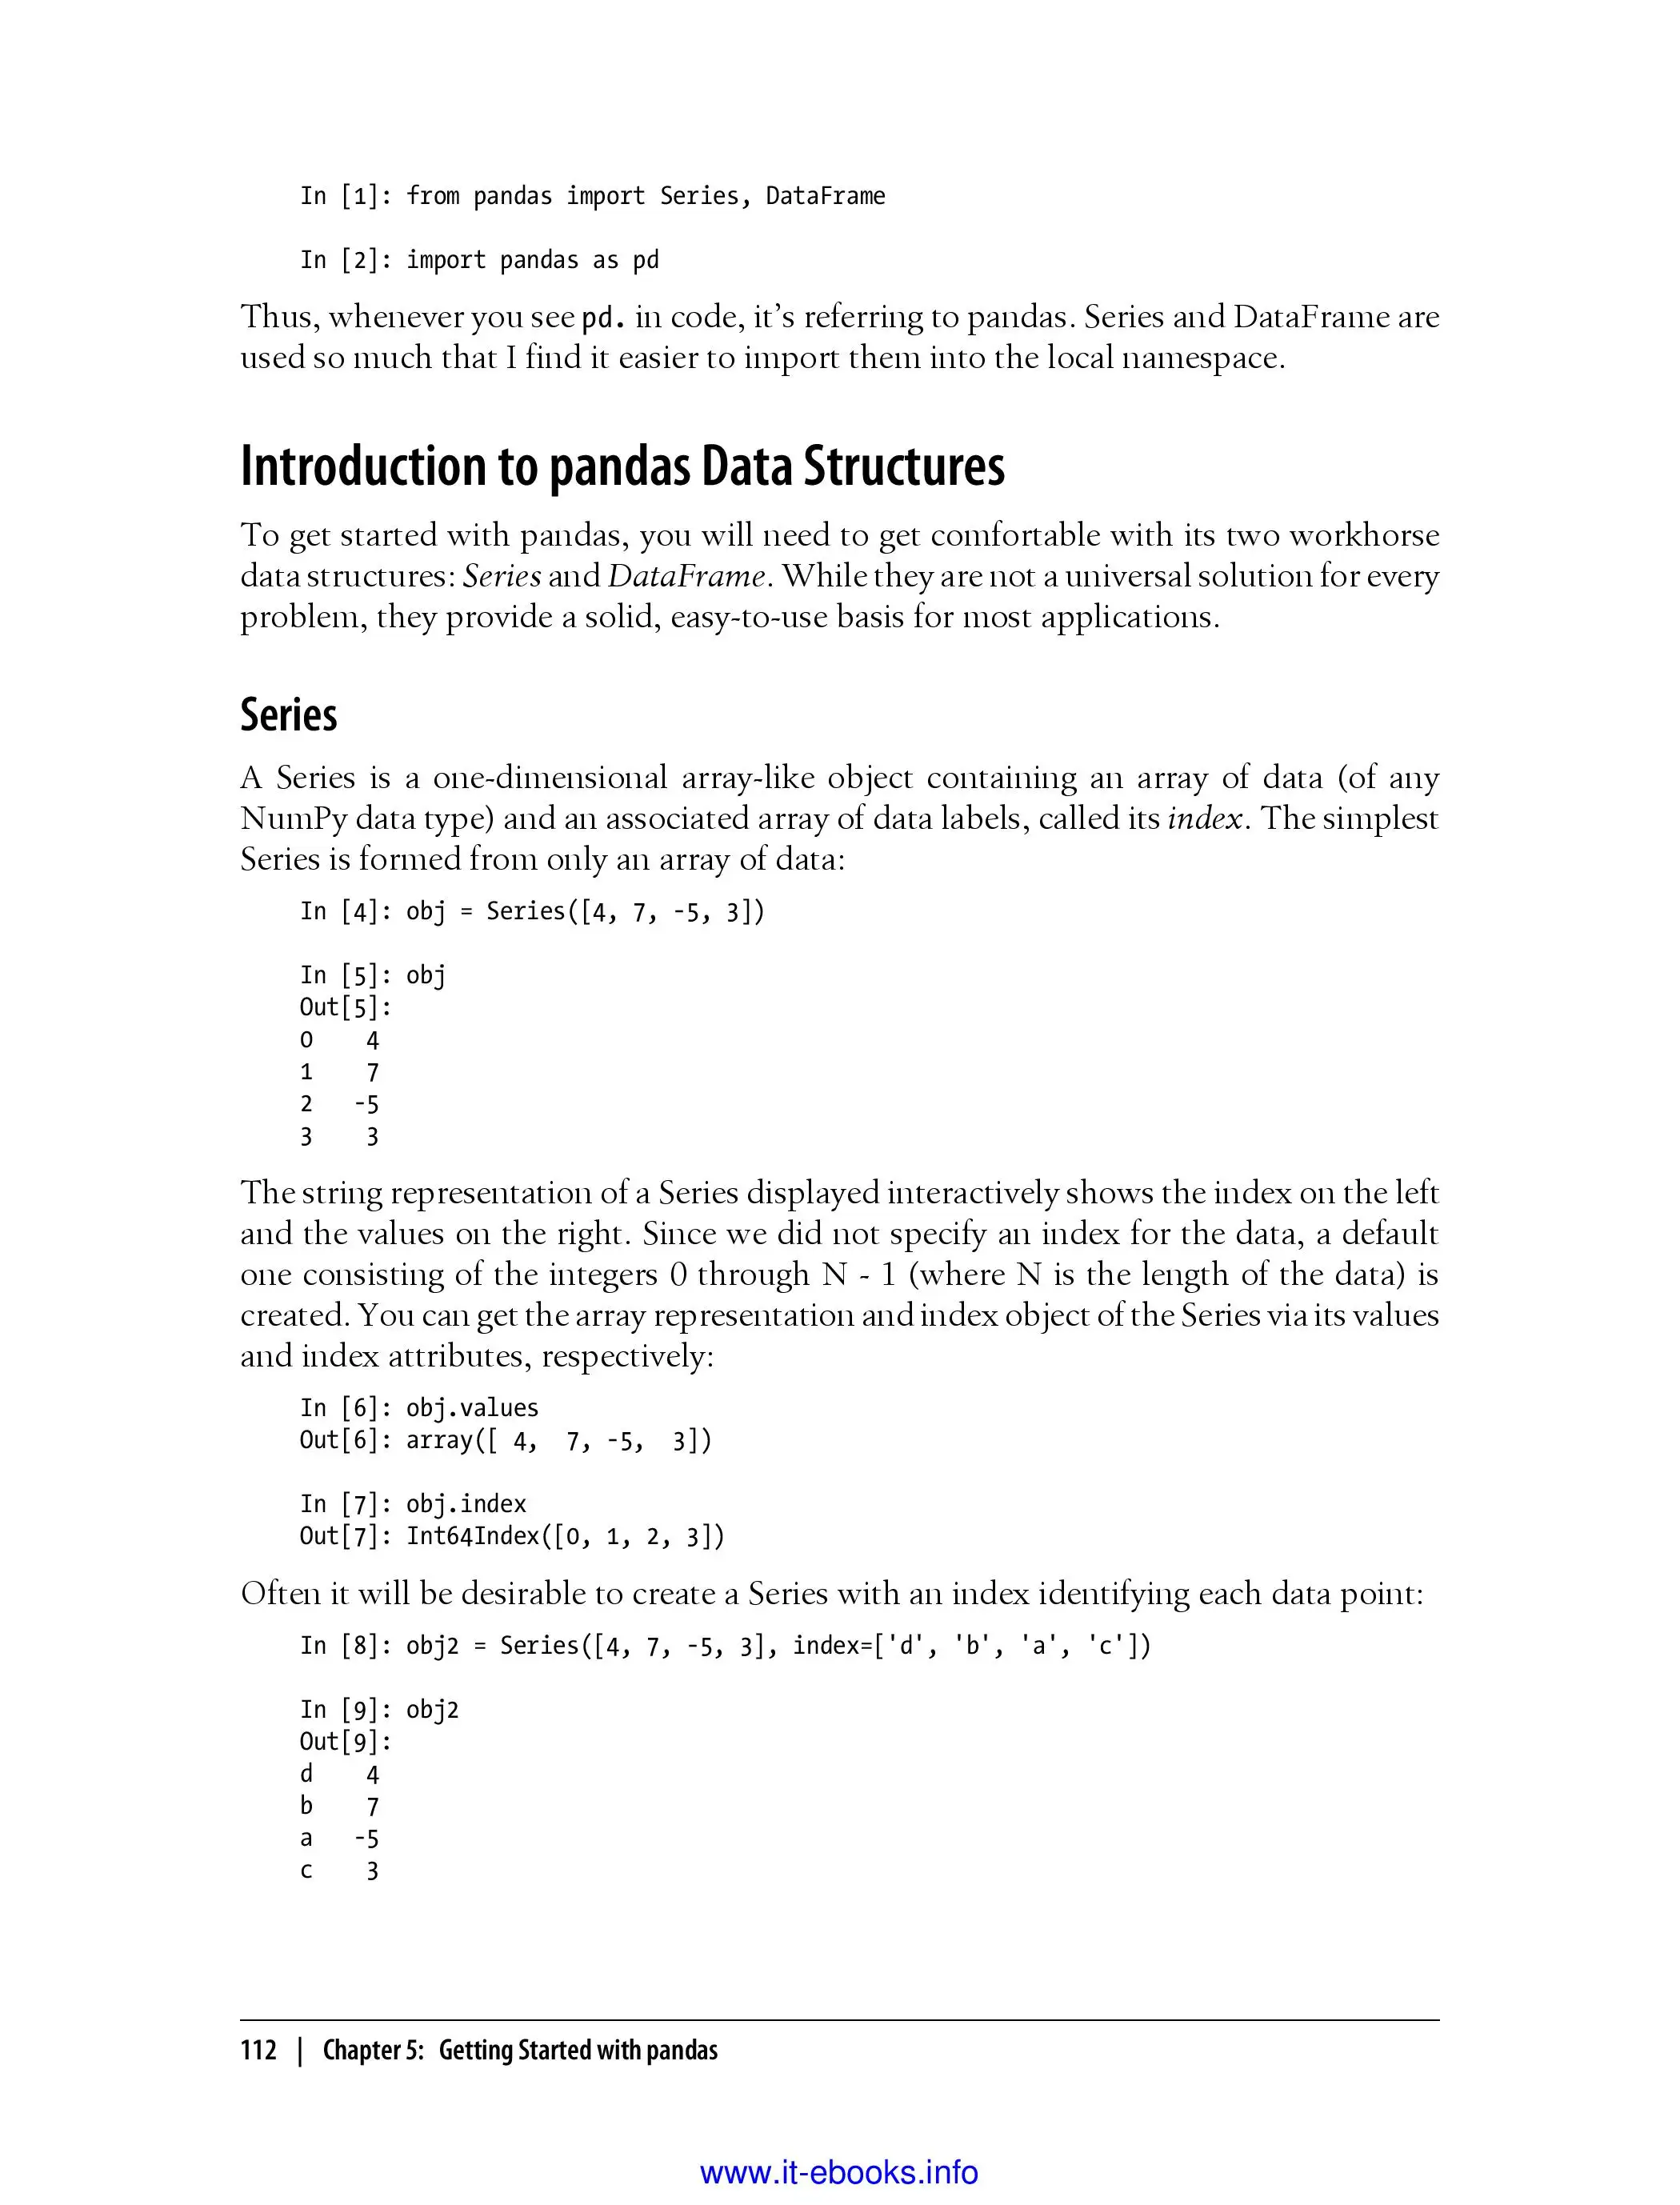 In [1]: from pandas import Series, DataFrame
In [2]: import pandas as pd
Thus, whenever you see pd. in code, it’s referring to pandas. Series and DataFrame are
used so much that I find it easier to import them into the local namespace.
Introduction to pandas Data Structures
To get started with pandas, you will need to get comfortable with its two workhorse
data structures: Series and DataFrame. While they are not a universal solution for every
problem, they provide a solid, easy-to-use basis for most applications.
Series
A Series is a one-dimensional array-like object containing an array of data (of any
NumPy data type) and an associated array of data labels, called its index. The simplest
Series is formed from only an array of data:
In [4]: obj = Series([4, 7, -5, 3])
In [5]: obj
Out[5]:
0    4
1    7
2   -5
3    3
The string representation of a Series displayed interactively shows the index on the left
and the values on the right. Since we did not specify an index for the data, a default
one consisting of the integers 0 through N - 1 (where N is the length of the data) is
created. You can get the array representation and index object of the Series via its values
and index attributes, respectively:
In [6]: obj.values
Out[6]: array([ 4,  7, -5,  3])
In [7]: obj.index
Out[7]: Int64Index([0, 1, 2, 3])
Often it will be desirable to create a Series with an index identifying each data point:
In [8]: obj2 = Series([4, 7, -5, 3], index=['d', 'b', 'a', 'c'])
In [9]: obj2
Out[9]:
d    4
b    7
a   -5
c    3
112 | Chapter 5: Getting Started with pandas
www.it-ebooks.info